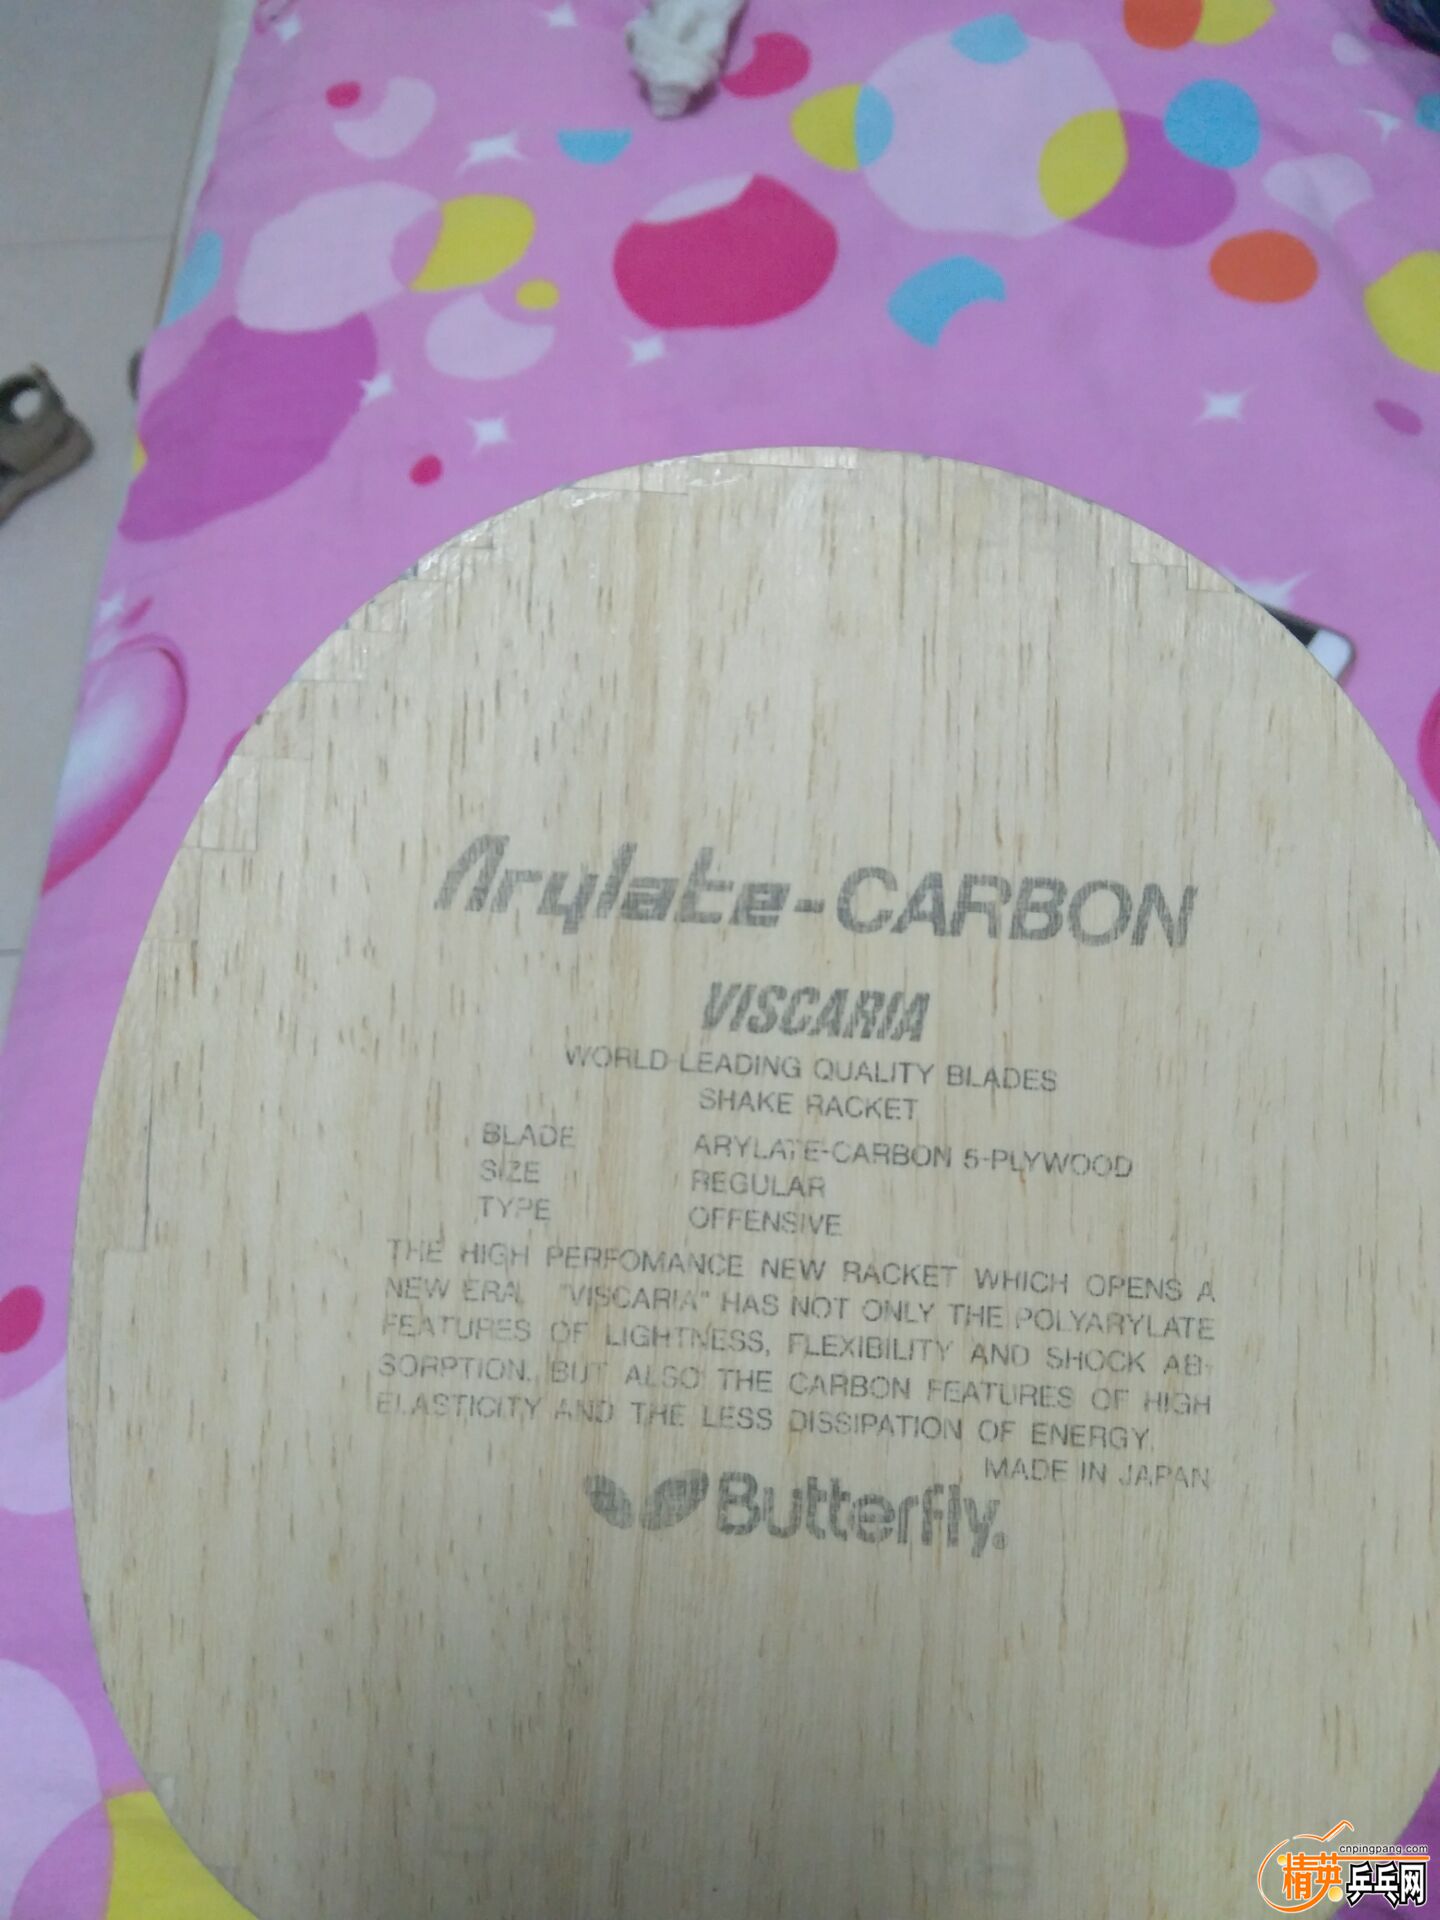 Arylate-CARBON
VISCARIA
WORLD-LEADING QUALITY BLADES
SHAKE RACKET
BLADE ARYLATE-CARBON 5-PLYWOOD
SIZE REGULAR
TYPE OFFENSIVE
THE HIGH PERFOMANCE NEW RACKET WHICH OPENS A
NEW ERA. "VISCARIA" HAS NOT ONLY THE POLYARYLATE
FEATURES OF LIGHTNESS, FLEXIBILITY AND SHOCK AB-
SORPTION. BUT ALSO THE CARBON FEATURES OF HIGH
ELASTICITY AND THE LESS DISSIPATION OF ENERGY.
MADE IN JAPAN
Butterfly.
cnpingpang.com
精英乒乓网